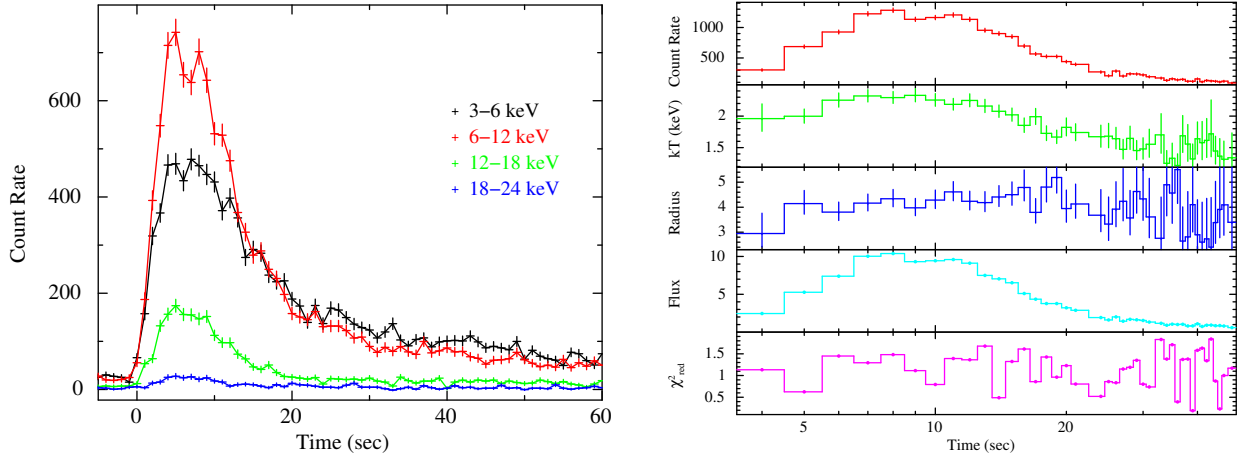 Count Rate
0
200
400
600
0
20
40
60
Time (sec)
3−6 keV
6−12 keV
12−18 keV
18−24 keV
Count Rate
500
1000
kT (keV)
1.5
2
Radius
3
4
5
Flux
0
5
10
χ²red
0.5
1
1.5
5
10
20
Time (sec)